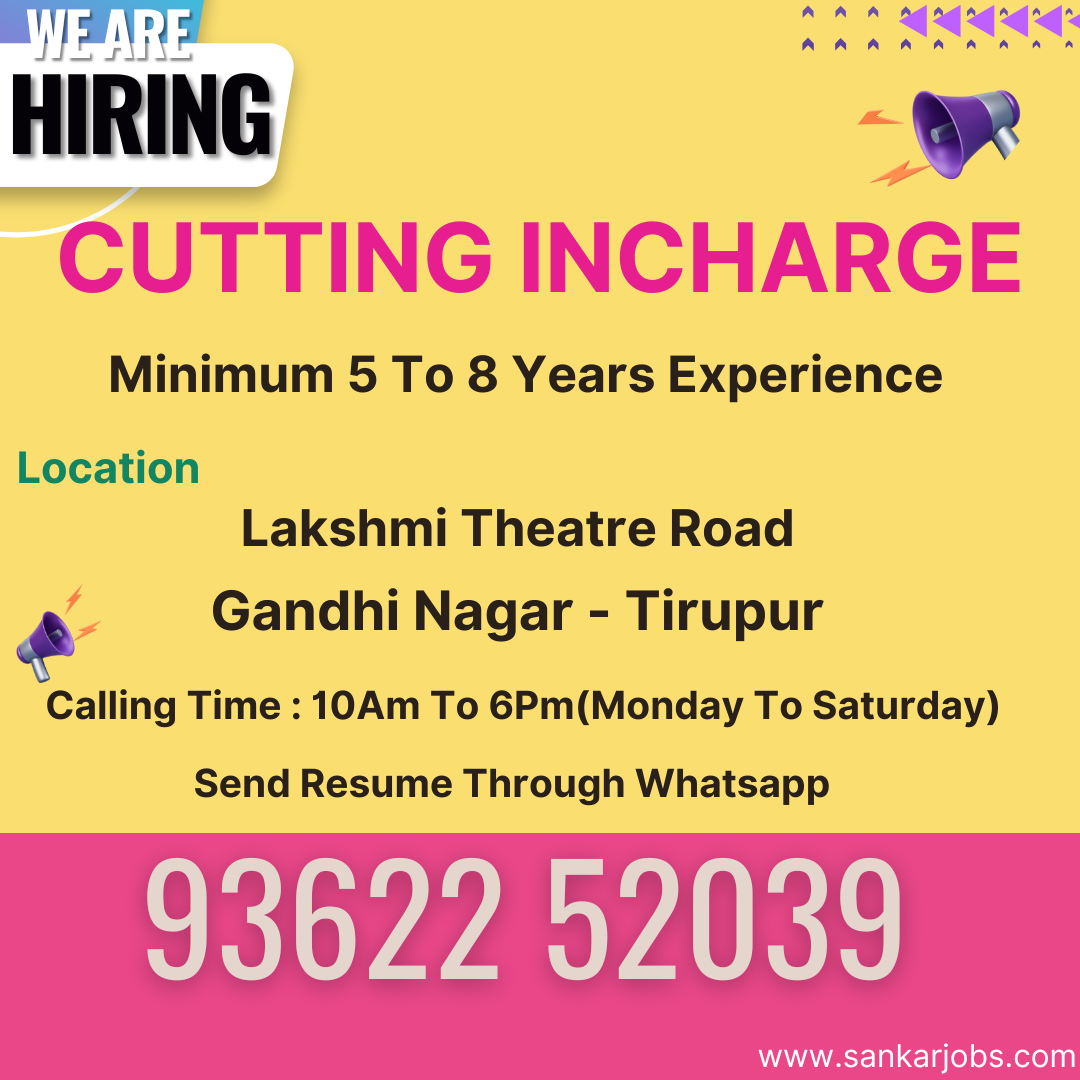 WE ARE
HIRING
CUTTING INCHARGE
Minimum 5 To 8 Years Experience
Location
Lakshmi Theatre Road
Gandhi Nagar - Tirupur
Calling Time : 10Am To 6Pm(Monday To Saturday)
Send Resume Through Whatsapp
93622 52039
www.sankarjobs.com